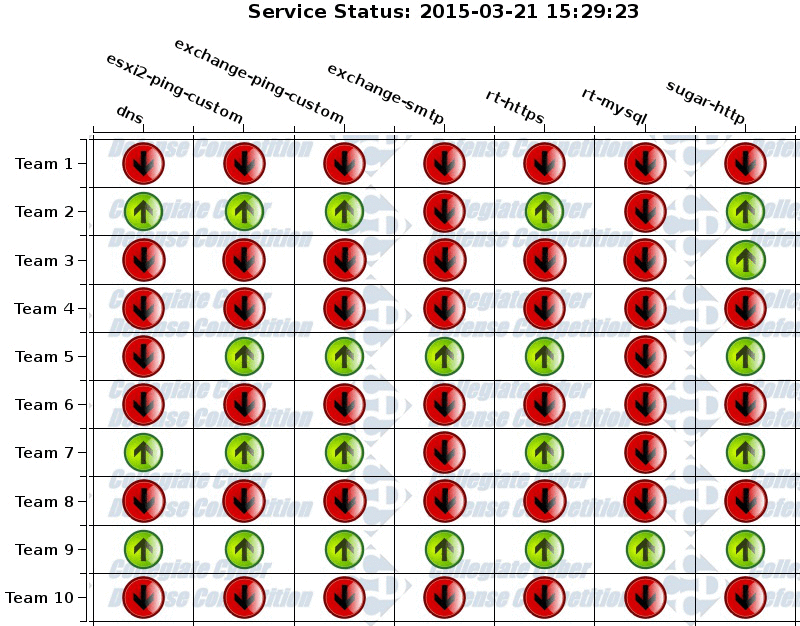 Service Status: 2015-03-21 15:29:23
dns
esxi2-ping-custom
exchange-ping-custom
exchange-smtp
rt-https
rt-mysql
sugar-http
Team 1
Team 2
Team 3
Team 4
Team 5
Team 6
Team 7
Team 8
Team 9
Team 10
Collegiate Cyber
Defense Competition